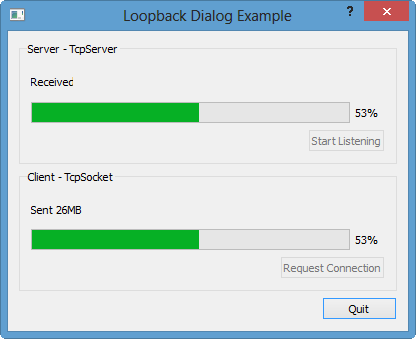 Loopback Dialog Example
?
Server - TcpServer
Received
53%
Start Listening
Client - TcpSocket
Sent 26MB
53%
Request Connection
Quit